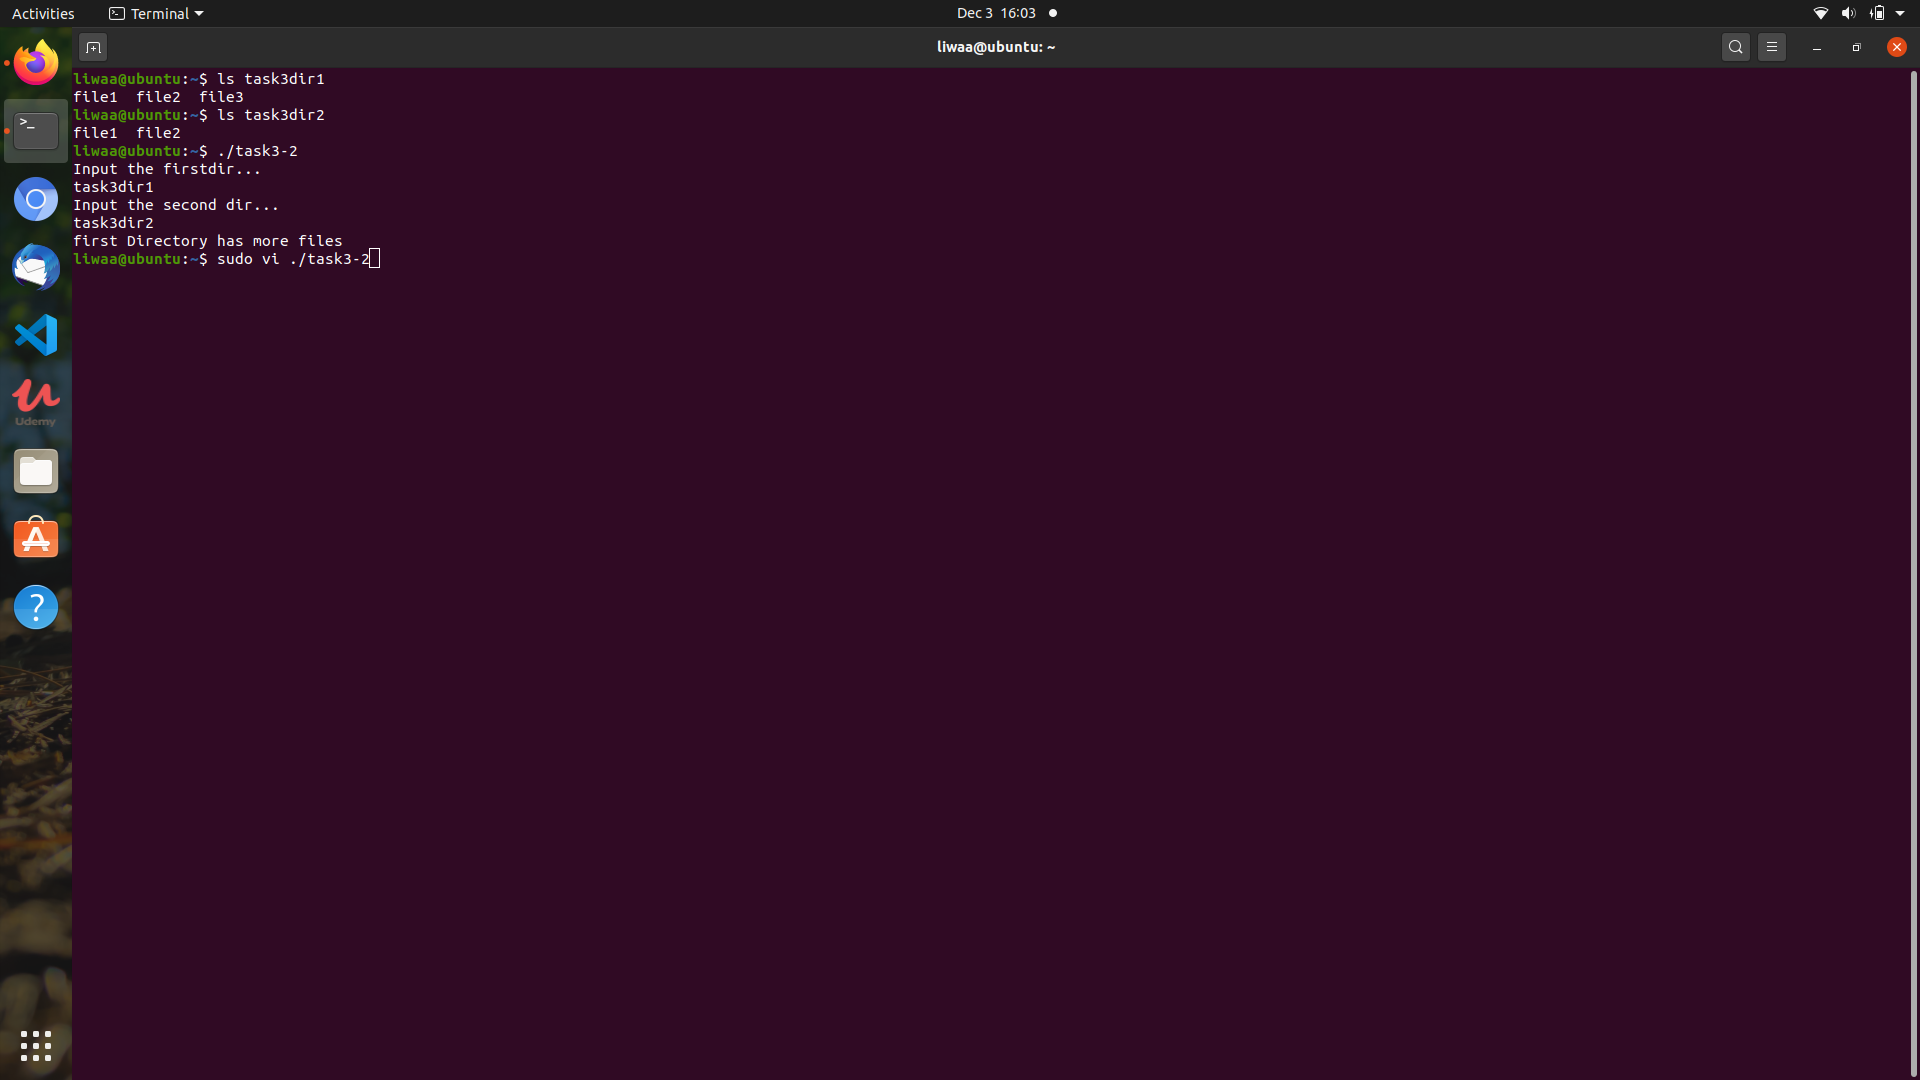 Activities
Terminal
Dec 3 16:03
liwaa@ubuntu: ~
liwaa@ubuntu:~$ ls task3dir1
file1  file2  file3
liwaa@ubuntu:~$ ls task3dir2
file1  file2
liwaa@ubuntu:~$ ./task3-2
Input the firstdir...
task3dir1
Input the second dir...
task3dir2
first Directory has more files
liwaa@ubuntu:~$ sudo vi ./task3-2
>_
Udemy
?